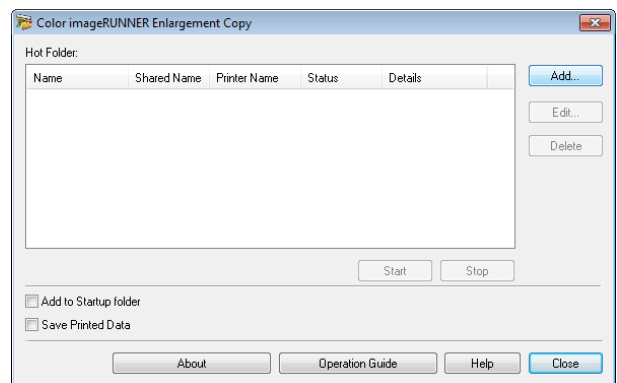 Color imageRUNNER Enlargement Copy
Hot Folder:
Name Shared Name Printer Name Status Details
Add...
Edit...
Delete
Start Stop
Add to Startup folder
Save Printed Data
About Operation Guide Help Close